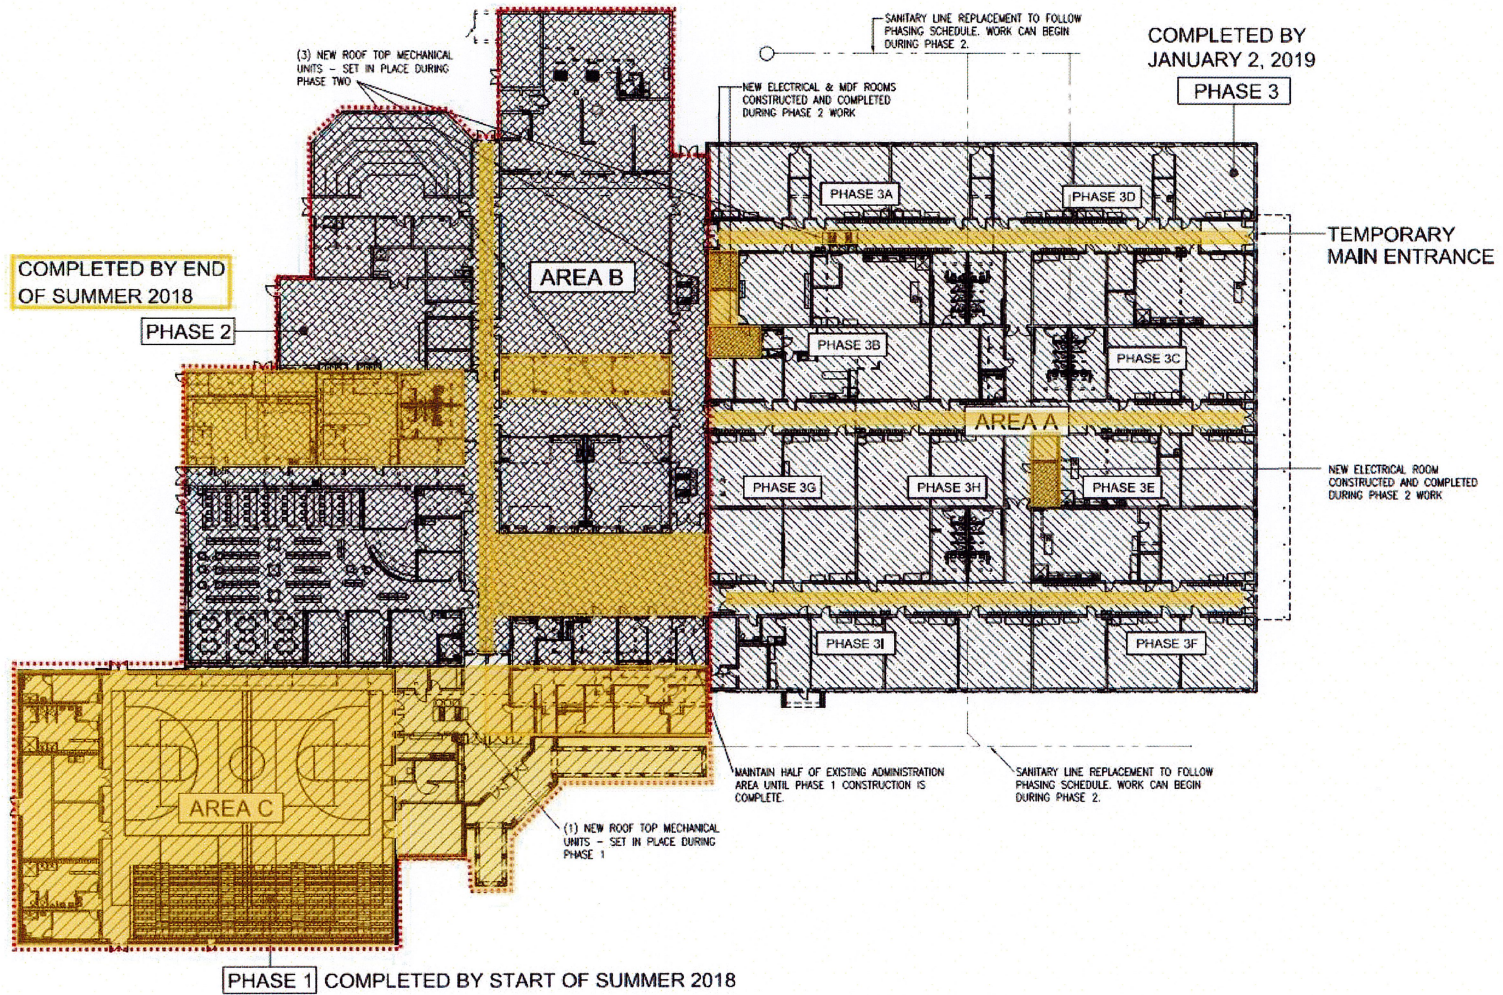 SANITARY LINE REPLACEMENT TO FOLLOW
PHASING SCHEDULE. WORK CAN BEGIN
DURING PHASE 2.
COMPLETED BY
JANUARY 2, 2019
PHASE 3
(3) NEW ROOF TOP MECHANICAL
UNITS - SET IN PLACE DURING
PHASE TWO
NEW ELECTRICAL & MDF ROOMS
CONSTRUCTED AND COMPLETED
DURING PHASE 2 WORK
PHASE 3A
PHASE 3D
TEMPORARY
MAIN ENTRANCE
COMPLETED BY END
OF SUMMER 2018
PHASE 2
AREA B
PHASE 3B
PHASE 3C
AREA A
PHASE 3G
PHASE 3H
PHASE 3E
NEW ELECTRICAL ROOM
CONSTRUCTED AND COMPLETED
DURING PHASE 2 WORK
PHASE 3I
PHASE 3F
MAINTAIN HALF OF EXISTING ADMINISTRATION
AREA UNTIL PHASE 1 CONSTRUCTION IS
COMPLETE.
SANITARY LINE REPLACEMENT TO FOLLOW
PHASING SCHEDULE. WORK CAN BEGIN
DURING PHASE 2.
AREA C
(1) NEW ROOF TOP MECHANICAL
UNITS - SET IN PLACE DURING
PHASE 1
PHASE 1 COMPLETED BY START OF SUMMER 2018